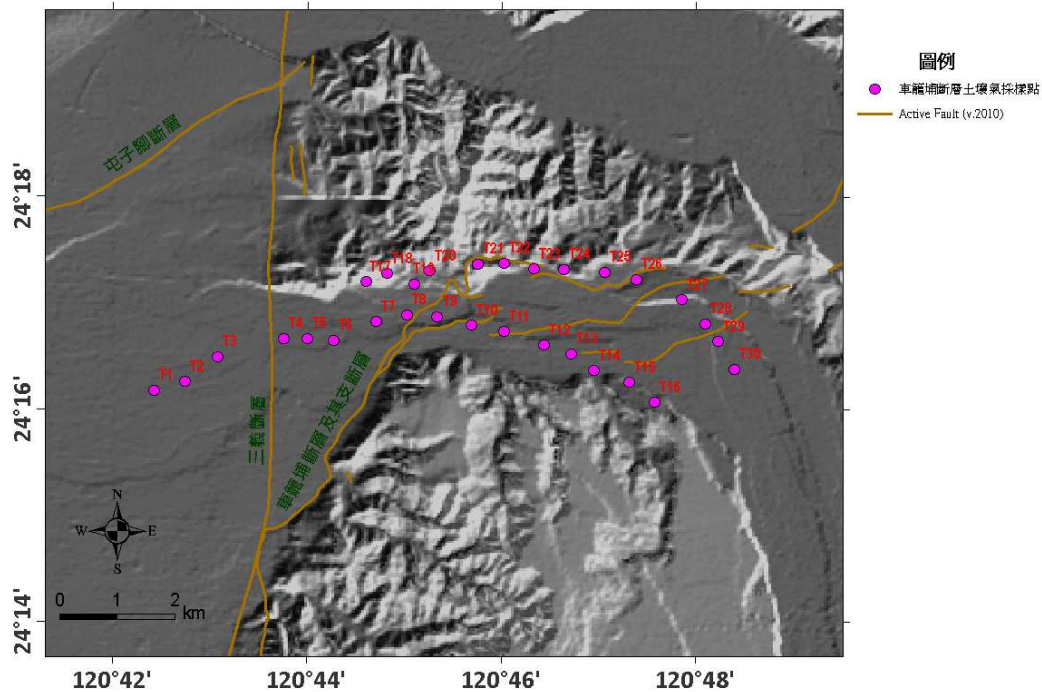 圖例
車籠埔斷層土壤氣採樣點
Active Fault (v.2010)
屯子腳斷層
三義斷層
車籠埔斷層及其支斷層
24°18'
24°16'
24°14'
120°42'
120°44'
120°46'
120°48'
T1
T2
T3
T4
T5
T6
T7
T8
T9
T10
T11
T12
T13
T14
T15
T16
T17
T18
T19
T20
T21
T22
T23
T24
T25
T26
T27
T28
T29
T30
N
W
E
S
0
1
2
km